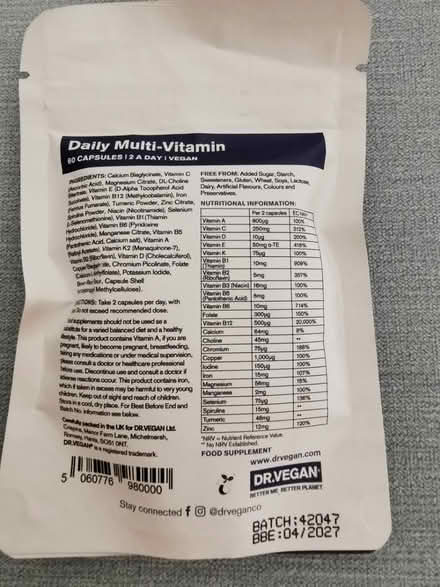 Daily Multi-Vitamin
60 CAPSULES | 2 A DAY | VEGAN
INGREDIENTS: Calcium Bisglycinate, Vitamin C
(Ascorbic Acid), Magnesium Citrate, DL-Choline
Bitartrate, Vitamin E (D-Alpha Tocopherol Acid
Succinate), Vitamin B12 (Methylcobalamin), Iron
(Ferrous Fumarate), Turmeric Powder, Zinc Citrate,
Spirulina Powder, Niacin (Nicotinamide), Selenium
(L-Selenomethionine), Vitamin B1 (Thiamin
Hydrochloride), Vitamin B6 (Pyridoxine
Hydrochloride), Manganese Citrate, Vitamin B5
(Pantothenic Acid, Calcium salt), Vitamin A
Vitamin K2 (Menaquinone-7),
(Riboflavin), Vitamin D (Cholecalciferol),
Chromium Picolinate, Folate
Potassium Iodide,
Capsule Shell
Take 2 capsules per day, with
do not exceed recommended dose.
supplements should not be used as a
substitute for a varied balanced diet and a healthy
lifestyle. This product contains Vitamin A, if you are
pregnant, likely to become pregnant, breastfeeding,
taking any medications or under medical supervision,
please consult a doctor or healthcare professional
before use. Discontinue use and consult a doctor if
adverse reactions occur. This product contains iron,
which if taken in excess may be harmful to very young
children. Keep out of sight and reach of children.
Store in a cool, dry place. For Best Before End and
Batch No. information see below.
Carefully packed in the UK for DR.VEGAN Ltd.
Crispins, Manor Farm Lane, Michelmersh,
Romsey, Hants, SO51 0NT.
DR.VEGAN® is a registered trademark.
5 060776 980000
FREE FROM: Added Sugar, Starch,
Sweeteners, Gluten, Wheat, Soya, Lactose,
Dairy, Artificial Flavours, Colours and
Preservatives.
NUTRITIONAL INFORMATION:
Per 2 capsules EC NRV*
Vitamin A 800µg 100%
Vitamin C 250mg 312%
Vitamin D 10µg 200%
Vitamin E 50mg α-TE 416%
Vitamin K 75µg 100%
Vitamin B1 (Thiamin) 10mg 909%
Vitamin B2 (Riboflavin) 5mg 357%
Vitamin B3 (Niacin) 16mg 100%
Vitamin B5 (Pantothenic Acid) 6mg 100%
Vitamin B6 10mg 714%
Folate 300µg 150%
Vitamin B12 500µg 20,000%
Calcium 64mg 8%
Choline 45mg **
Chromium 75µg 188%
Copper 1,000µg 100%
Iodine 150µg 100%
Iron 15mg 107%
Magnesium 56mg 15%
Manganese 2mg 100%
Selenium 75µg 136%
Spirulina 15mg **
Turmeric 48mg **
Zinc 12mg 120%
*NRV = Nutrient Reference Value.
** No NRV Established.
FOOD SUPPLEMENT
www.drvegan.com
DR.VEGAN®
BETTER ME, BETTER PLANET.
Stay connected @drveganco
BATCH:42047
BBE:04/2027